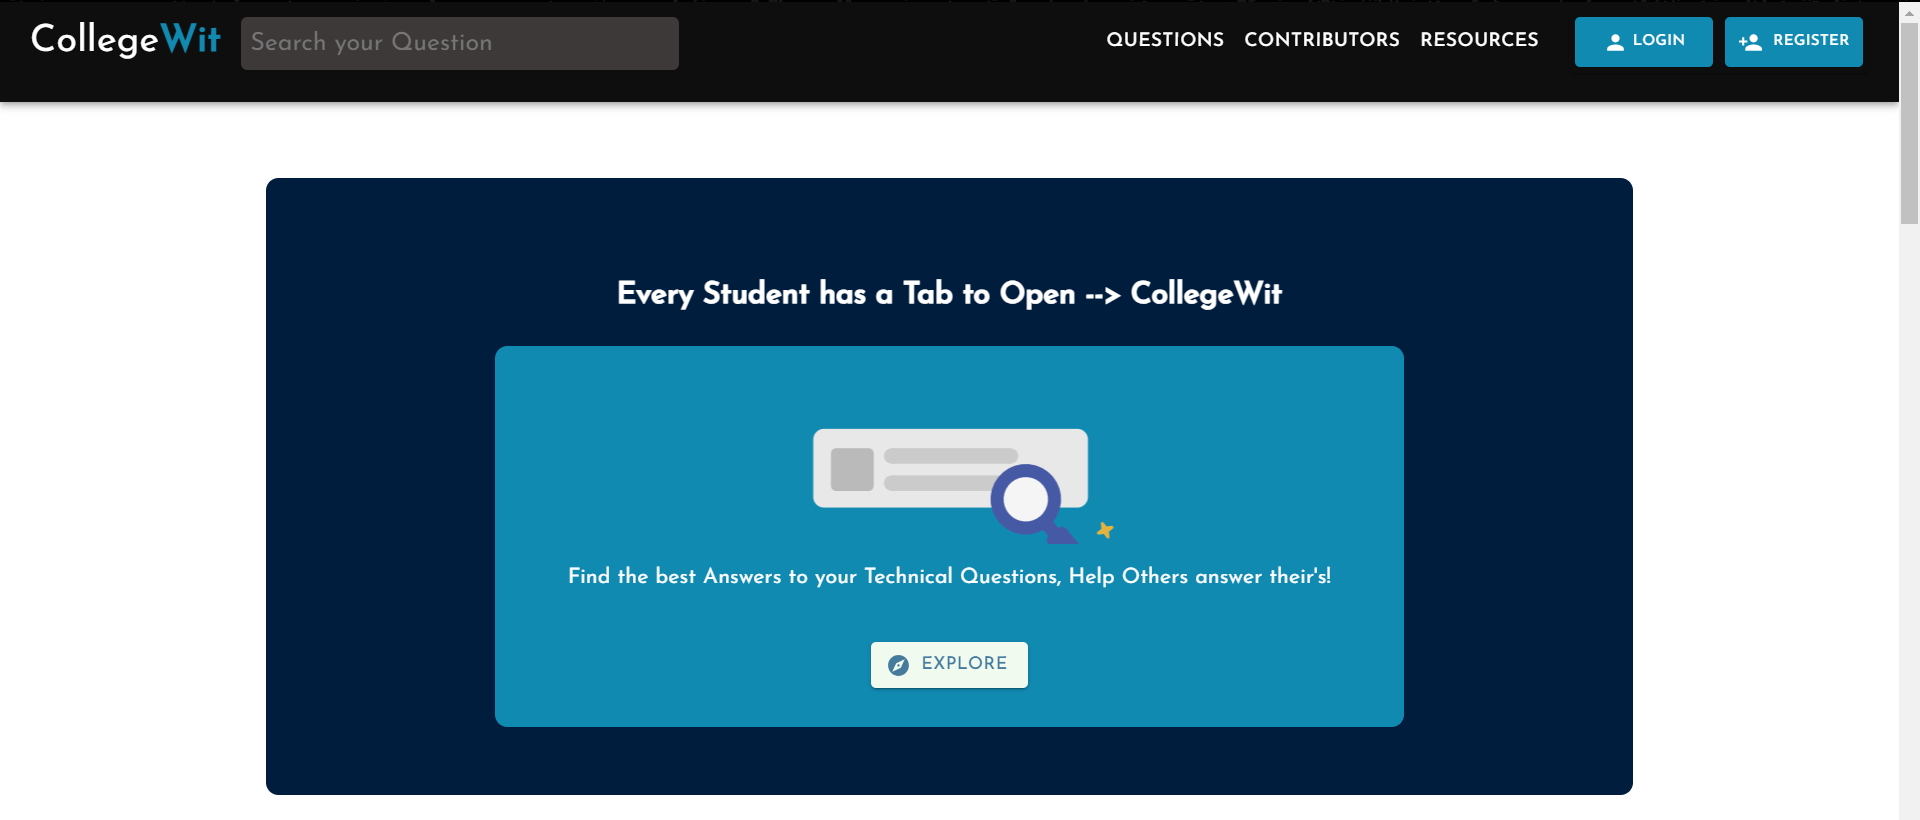 CollegeWit
Search your Question
QUESTIONS CONTRIBUTORS RESOURCES LOGIN REGISTER
Every Student has a Tab to Open --> CollegeWit
Find the best Answers to your Technical Questions, Help Others answer their's!
EXPLORE